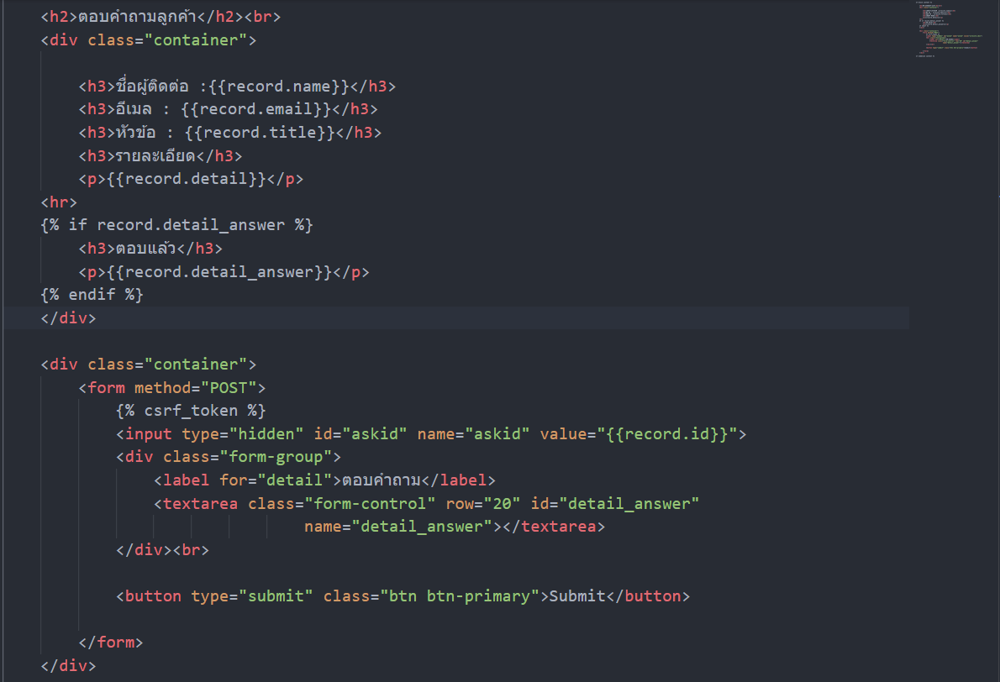 <h2>ตอบคำถามลูกค้า</h2><br>
<div class="container">
<h3>ชื่อผู้ติดต่อ :{{record.name}}</h3>
<h3>อีเมล : {{record.email}}</h3>
<h3>หัวข้อ : {{record.title}}</h3>
<h3>รายละเอียด</h3>
<p>{{record.detail}}</p>
<hr>
{% if record.detail_answer %}
<h3>ตอบแล้ว</h3>
<p>{{record.detail_answer}}</p>
{% endif %}
</div>
<div class="container">
<form method="POST">
{% csrf_token %}
<input type="hidden" id="askid" name="askid" value="{{record.id}}">
<div class="form-group">
<label for="detail">ตอบคำถาม</label>
<textarea class="form-control" row="20" id="detail_answer"
name="detail_answer"></textarea>
</div><br>
<button type="submit" class="btn btn-primary">Submit</button>
</form>
</div>